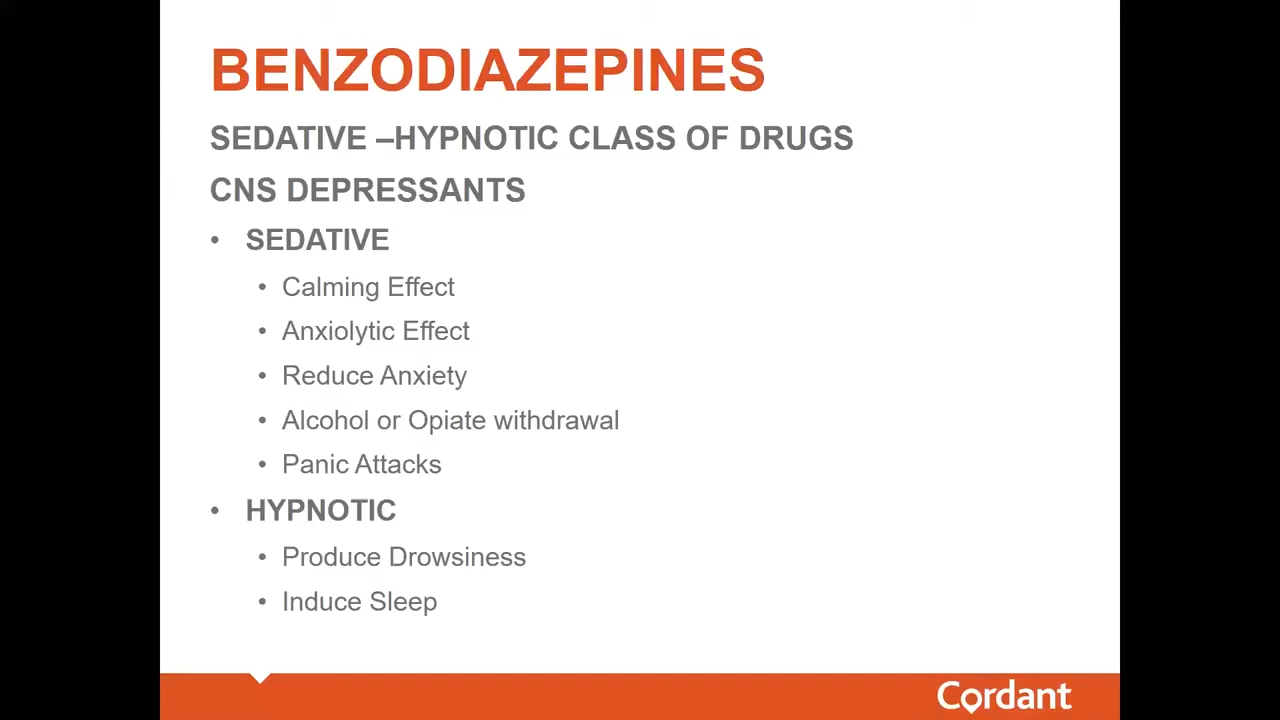 BENZODIAZEPINES
SEDATIVE –HYPNOTIC CLASS OF DRUGS
CNS DEPRESSANTS
• SEDATIVE
• Calming Effect
• Anxiolytic Effect
• Reduce Anxiety
• Alcohol or Opiate withdrawal
• Panic Attacks
• HYPNOTIC
• Produce Drowsiness
• Induce Sleep
Cordant